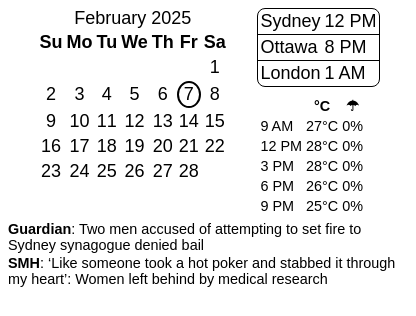 February 2025
Su Mo Tu We Th Fr Sa
1
2 3 4 5 6 7 8
9 10 11 12 13 14 15
16 17 18 19 20 21 22
23 24 25 26 27 28
Sydney 12 PM
Ottawa 8 PM
London 1 AM
°C ☂
9 AM 27°C 0%
12 PM 28°C 0%
3 PM 28°C 0%
6 PM 26°C 0%
9 PM 25°C 0%
Guardian: Two men accused of attempting to set fire to
Sydney synagogue denied bail
SMH: ‘Like someone took a hot poker and stabbed it through
my heart’: Women left behind by medical research